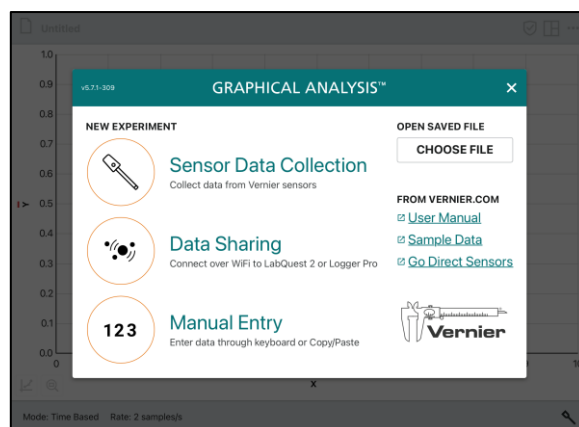 Untitled
v5.7.1-309
GRAPHICAL ANALYSIS™
×
NEW EXPERIMENT
Sensor Data Collection
Collect data from Vernier sensors
Data Sharing
Connect over WiFi to LabQuest 2 or Logger Pro
123
Manual Entry
Enter data through keyboard or Copy/Paste
OPEN SAVED FILE
CHOOSE FILE
FROM VERNIER.COM
User Manual
Sample Data
Go Direct Sensors
Vernier
1.0
0.9
0.8
0.7
0.6
Y
0.5
0.4
0.3
0.2
0.1
0.0
0
X
Mode: Time Based Rate: 2 samples/s